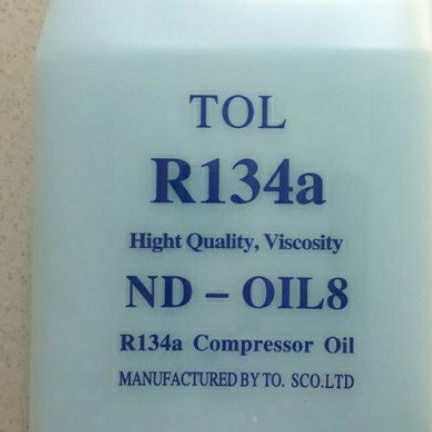 TOL
R134a
Hight Quality, Viscosity
ND – OIL8
R134a Compressor Oil
MANUFACTURED BY TO. SCO.LTD